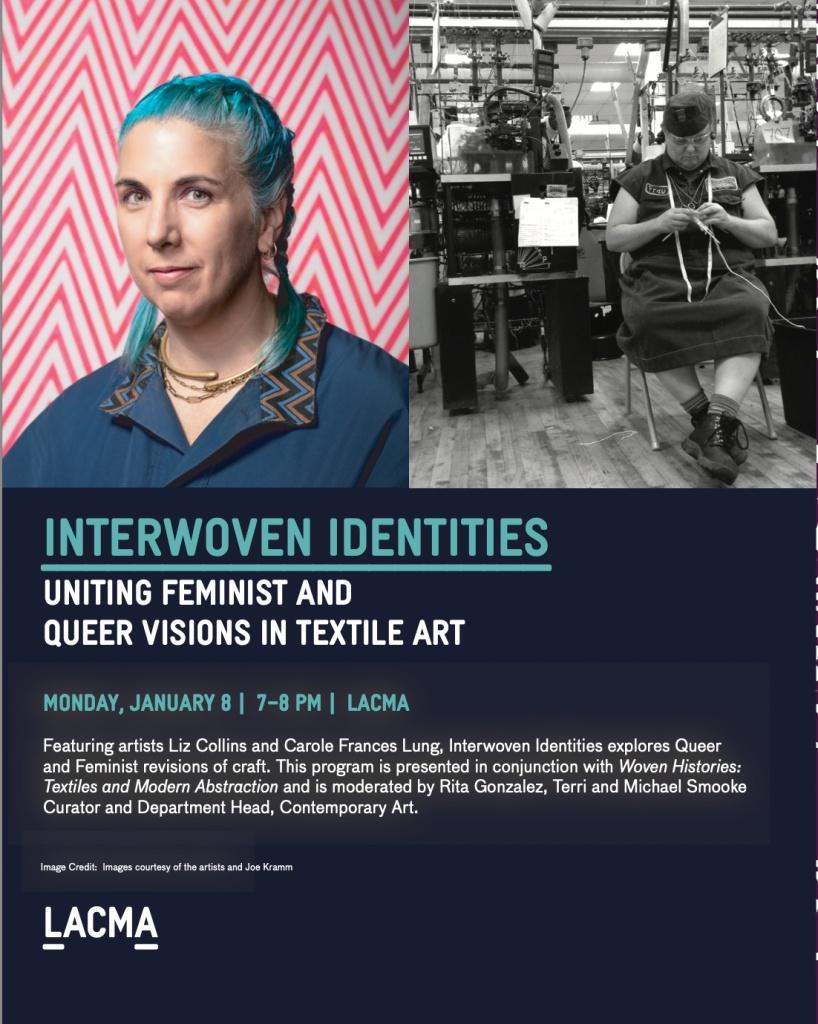 Frau
707
INTERWOVEN IDENTITIES
UNITING FEMINIST AND
QUEER VISIONS IN TEXTILE ART
MONDAY, JANUARY 8 | 7–8 PM | LACMA
Featuring artists Liz Collins and Carole Frances Lung, Interwoven Identities explores Queer
and Feminist revisions of craft. This program is presented in conjunction with Woven Histories:
Textiles and Modern Abstraction and is moderated by Rita Gonzalez, Terri and Michael Smooke
Curator and Department Head, Contemporary Art.
Image Credit: Images courtesy of the artists and Joe Kramm
LACMA